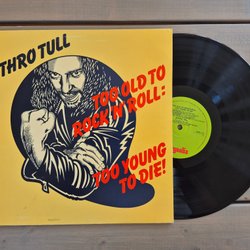 THRO TULL
TOO OLD TO
ROCK'N'ROLL:
TOO YOUNG
TO DIE!